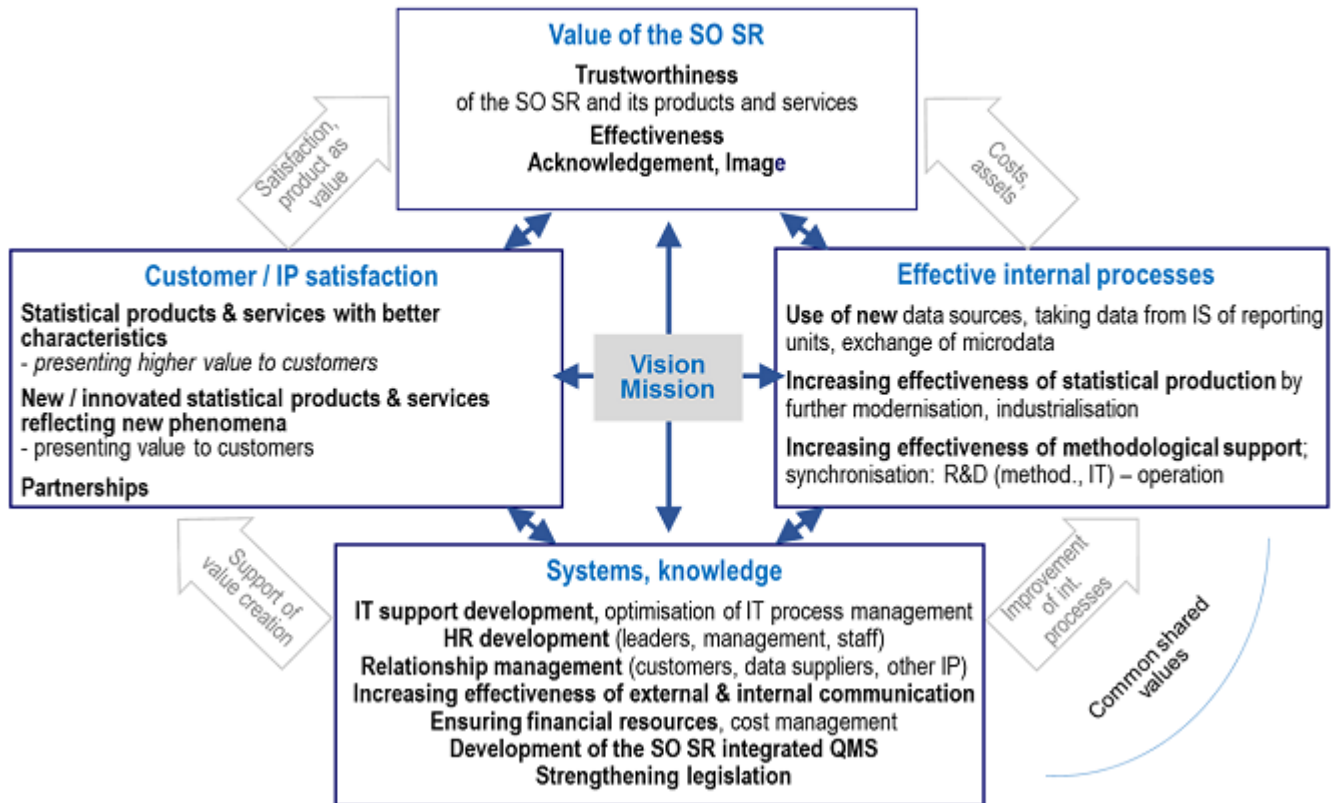 Value of the SO SR
Trustworthiness
of the SO SR and its products and services
Effectiveness
Acknowledgement, Image
Satisfaction,
product as
value
Costs,
assets
Customer / IP satisfaction
Statistical products & services with better
characteristics
- presenting higher value to customers
New / innovated statistical products & services
reflecting new phenomena
- presenting value to customers
Partnerships
Vision
Mission
Effective internal processes
Use of new data sources, taking data from IS of reporting
units, exchange of microdata
Increasing effectiveness of statistical production by
further modernisation, industrialisation
Increasing effectiveness of methodological support;
synchronisation: R&D (method., IT) – operation
Support of
value creation
Systems, knowledge
IT support development, optimisation of IT process management
HR development (leaders, management, staff)
Relationship management (customers, data suppliers, other IP)
Increasing effectiveness of external & internal communication
Ensuring financial resources, cost management
Development of the SO SR integrated QMS
Strengthening legislation
Improvement
of int.
processes
Common shared
values